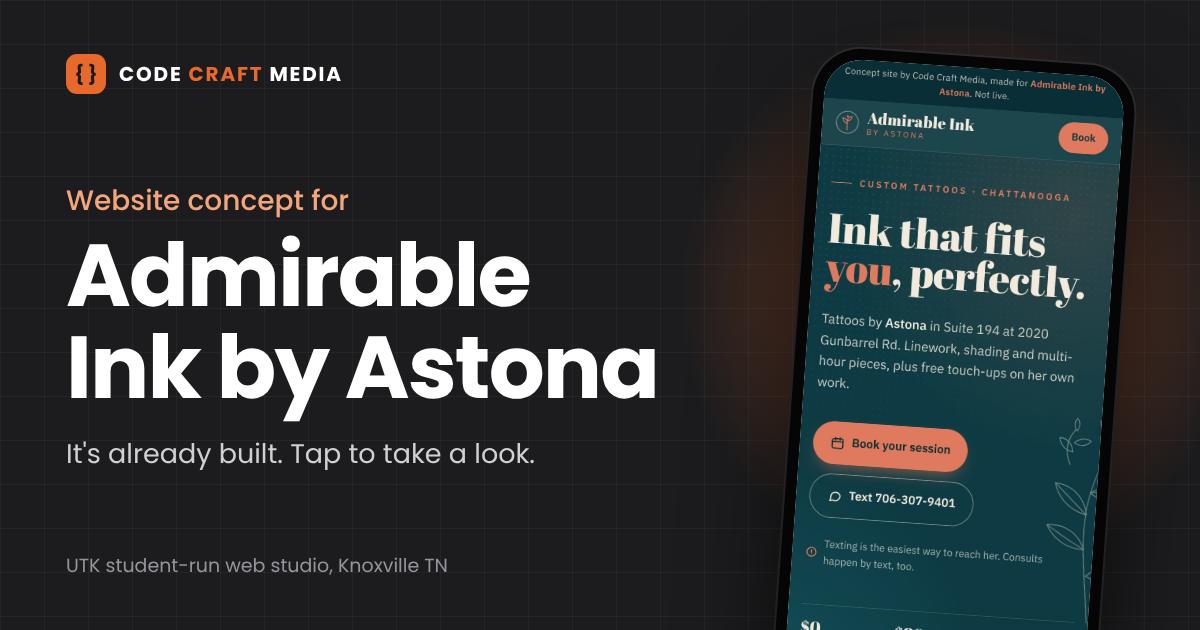 { } CODE CRAFT MEDIA
Website concept for
Admirable
Ink by Astona
It's already built. Tap to take a look.
UTK student-run web studio, Knoxville TN
Concept site by Code Craft Media, made for Admirable Ink by
Astona. Not live.
Admirable Ink
BY ASTONA
Book
CUSTOM TATTOOS · CHATTANOOGA
Ink that fits
you, perfectly.
Tattoos by Astona in Suite 194 at 2020
Gunbarrel Rd. Linework, shading and multi-
hour pieces, plus free touch-ups on her own
work.
Book your session
Text 706-307-9401
Texting is the easiest way to reach her. Consults
happen by text, too.
$0